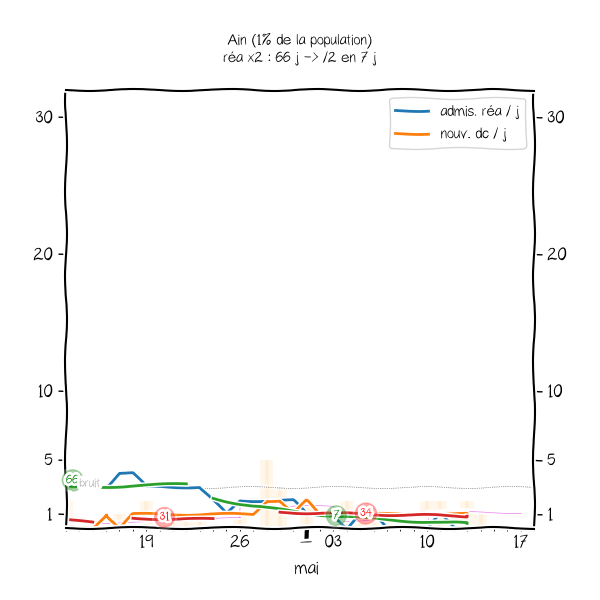 Ain (1% de la population)
réa x2 : 66 j -> /2 en 7 j
admis. réa / j
nouv. dc / j
30 30
20 20
10 10
5 5
66 bruit
1 31 7 34 1
19 26 1 03 10 17
mai